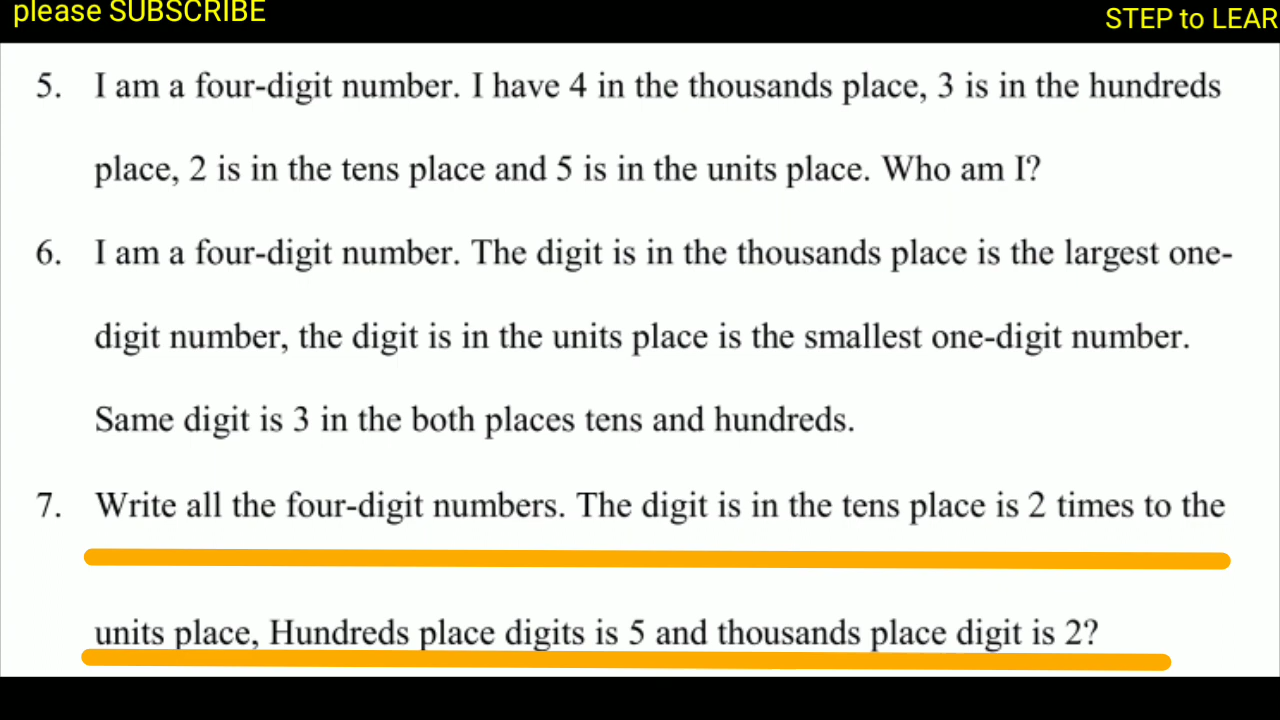 please SUBSCRIBE
STEP to LEAR
5. I am a four-digit number. I have 4 in the thousands place, 3 is in the hundreds
place, 2 is in the tens place and 5 is in the units place. Who am I?
6. I am a four-digit number. The digit is in the thousands place is the largest one-
digit number, the digit is in the units place is the smallest one-digit number.
Same digit is 3 in the both places tens and hundreds.
7. Write all the four-digit numbers. The digit is in the tens place is 2 times to the
units place, Hundreds place digits is 5 and thousands place digit is 2?